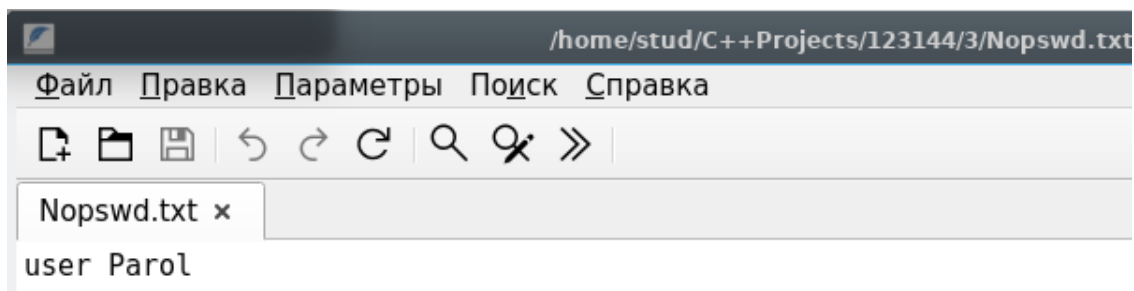 /home/stud/C++Projects/123144/3/Nopswd.txt
Файл Правка Параметры Поиск Справка
Nopswd.txt ×
user Parol